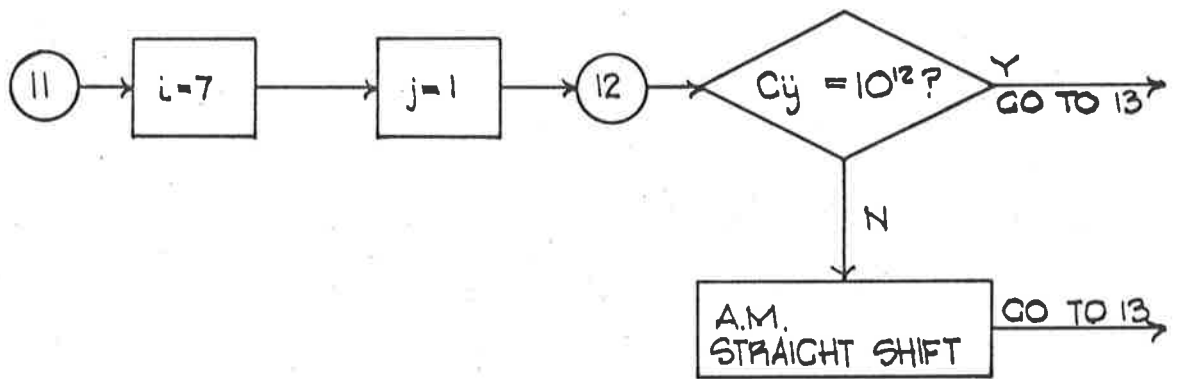 11
i=7
j=1
12
Cij = 10¹²?
Y
GO TO 13
N
A.M.
STRAIGHT SHIFT
GO TO 13